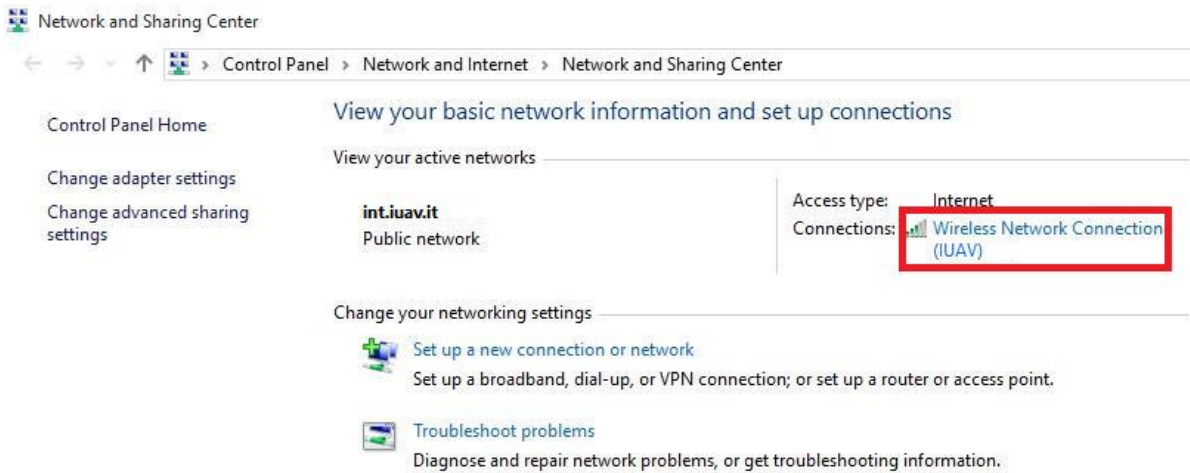 Network and Sharing Center
Control Panel > Network and Internet > Network and Sharing Center
Control Panel Home
Change adapter settings
Change advanced sharing
settings
View your basic network information and set up connections
View your active networks
int.iuav.it
Public network
Access type: Internet
Connections: Wireless Network Connection
(IUAV)
Change your networking settings
Set up a new connection or network
Set up a broadband, dial-up, or VPN connection; or set up a router or access point.
Troubleshoot problems
Diagnose and repair network problems, or get troubleshooting information.